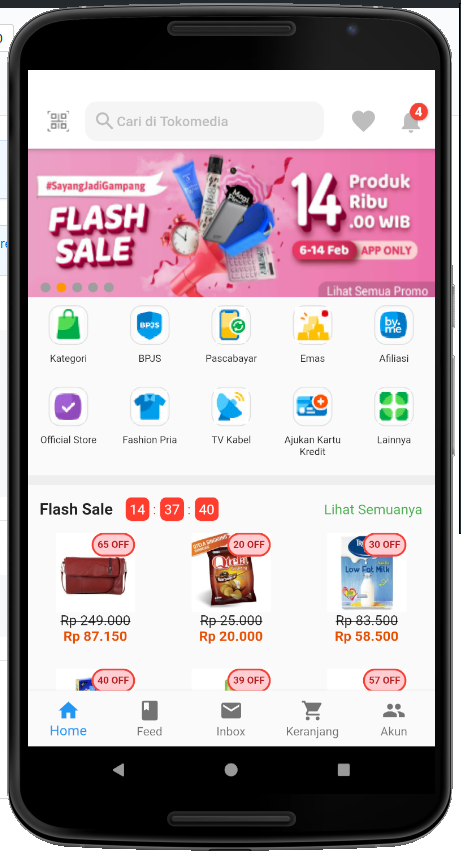 Cari di Tokomedia
4
#SayangJadiGampang
FLASH
SALE
14
Produk
Ribu
.00 WIB
6-14 Feb
APP ONLY
Lihat Semua Promo
Kategori
BPJS
BPJS
Pascabayar
Emas
by.me
Afiliasi
Official Store
Fashion Pria
TV Kabel
Ajukan Kartu
Kredit
Lainnya
Flash Sale 14 : 37 : 40
Lihat Semuanya
65 OFF
20 OFF
30 OFF
Low Fat Milk
Rp 249.000
Rp 25.000
Rp 83.500
Rp 87.150
Rp 20.000
Rp 58.500
40 OFF
39 OFF
57 OFF
Home
Feed
Inbox
Keranjang
Akun